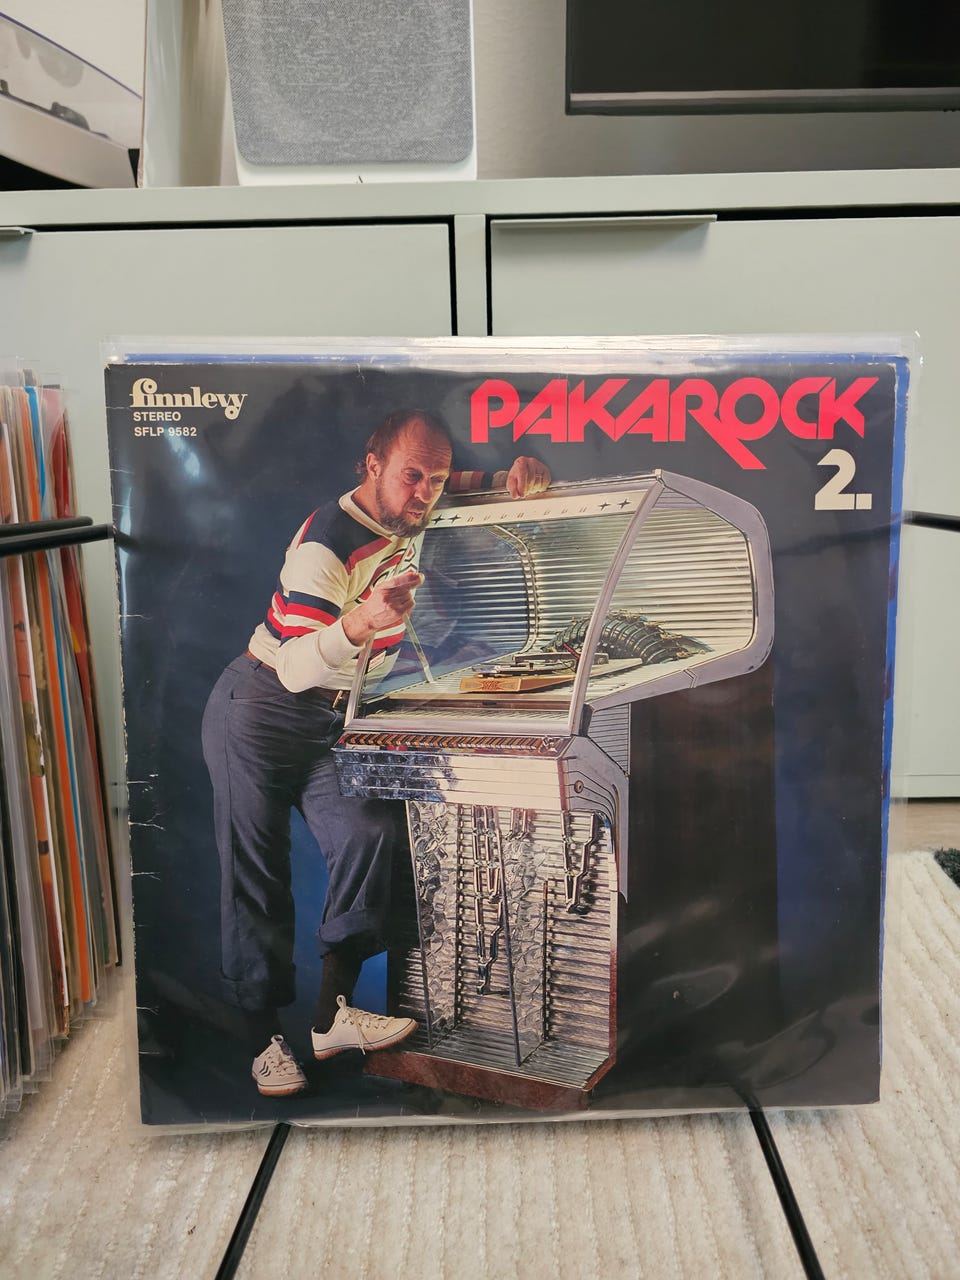 finnlevy
STEREO
SFLP 9582
PAKAROCK
2.